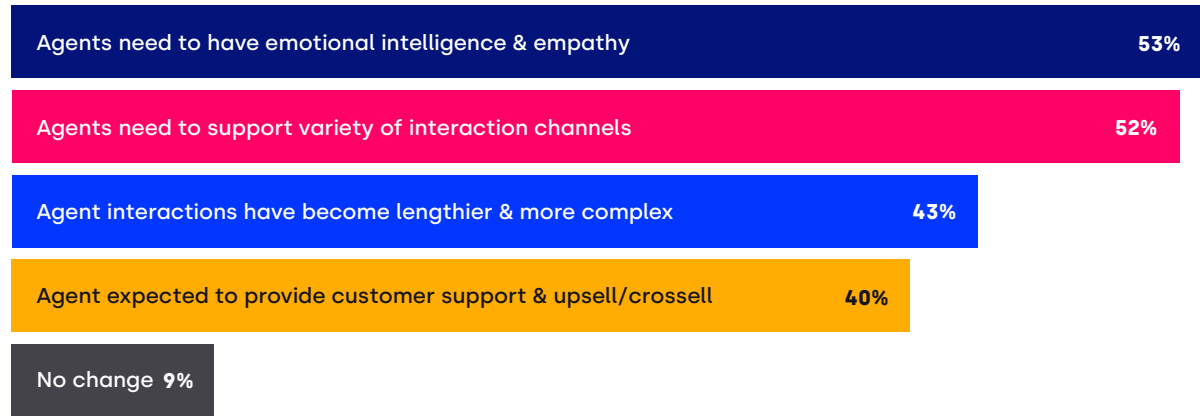 Agents need to have emotional intelligence & empathy 53%
Agents need to support variety of interaction channels 52%
Agent interactions have become lengthier & more complex 43%
Agent expected to provide customer support & upsell/crossell 40%
No change 9%